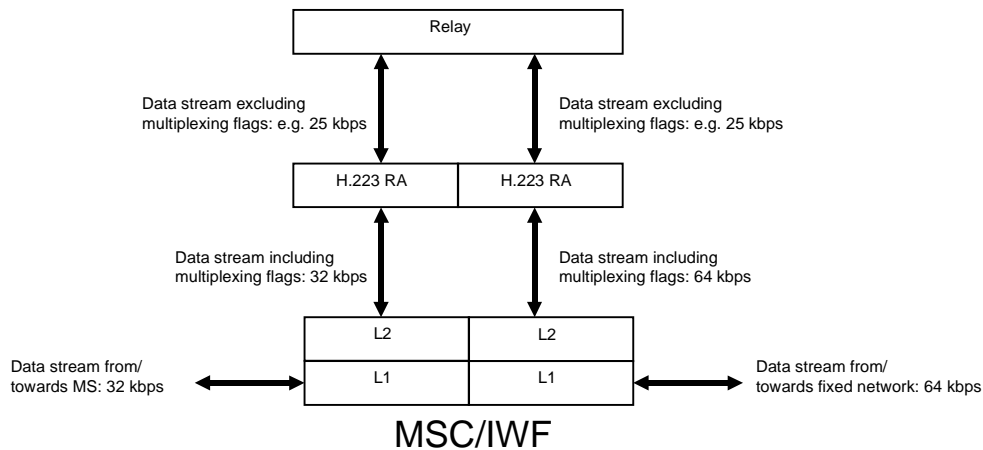 Relay
Data stream excluding
multiplexing flags: e.g. 25 kbps
Data stream excluding
multiplexing flags: e.g. 25 kbps
H.223 RA
H.223 RA
Data stream including
multiplexing flags: 32 kbps
Data stream including
multiplexing flags: 64 kbps
L2
L2
Data stream from/
towards MS: 32 kbps
L1
L1
Data stream from/
towards fixed network: 64 kbps
MSC/IWF